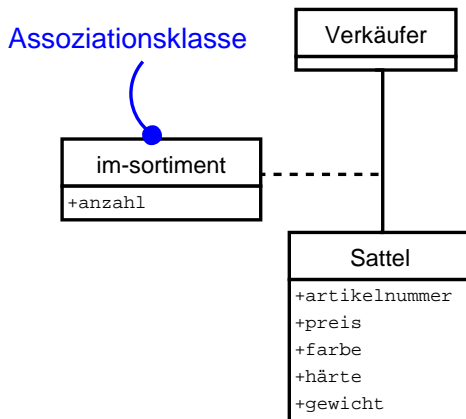 Assoziationsklasse
Verkäufer
im-sortiment
+anzahl
Sattel
+artikelnummer
+preis
+farbe
+härte
+gewicht